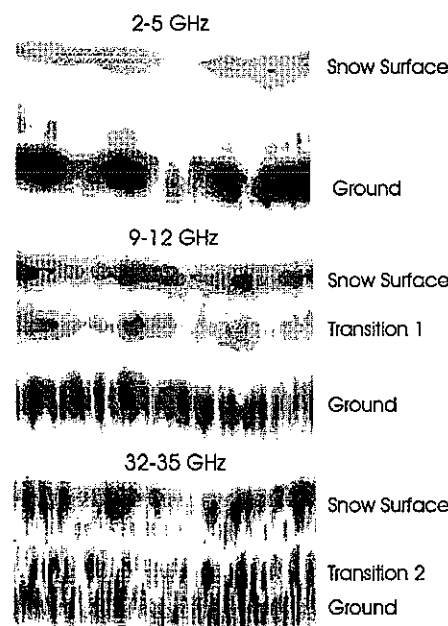 2-5 GHz
Snow Surface
Ground
9-12 GHz
Snow Surface
Transition 1
Ground
32-35 GHz
Snow Surface
Transition 2
Ground